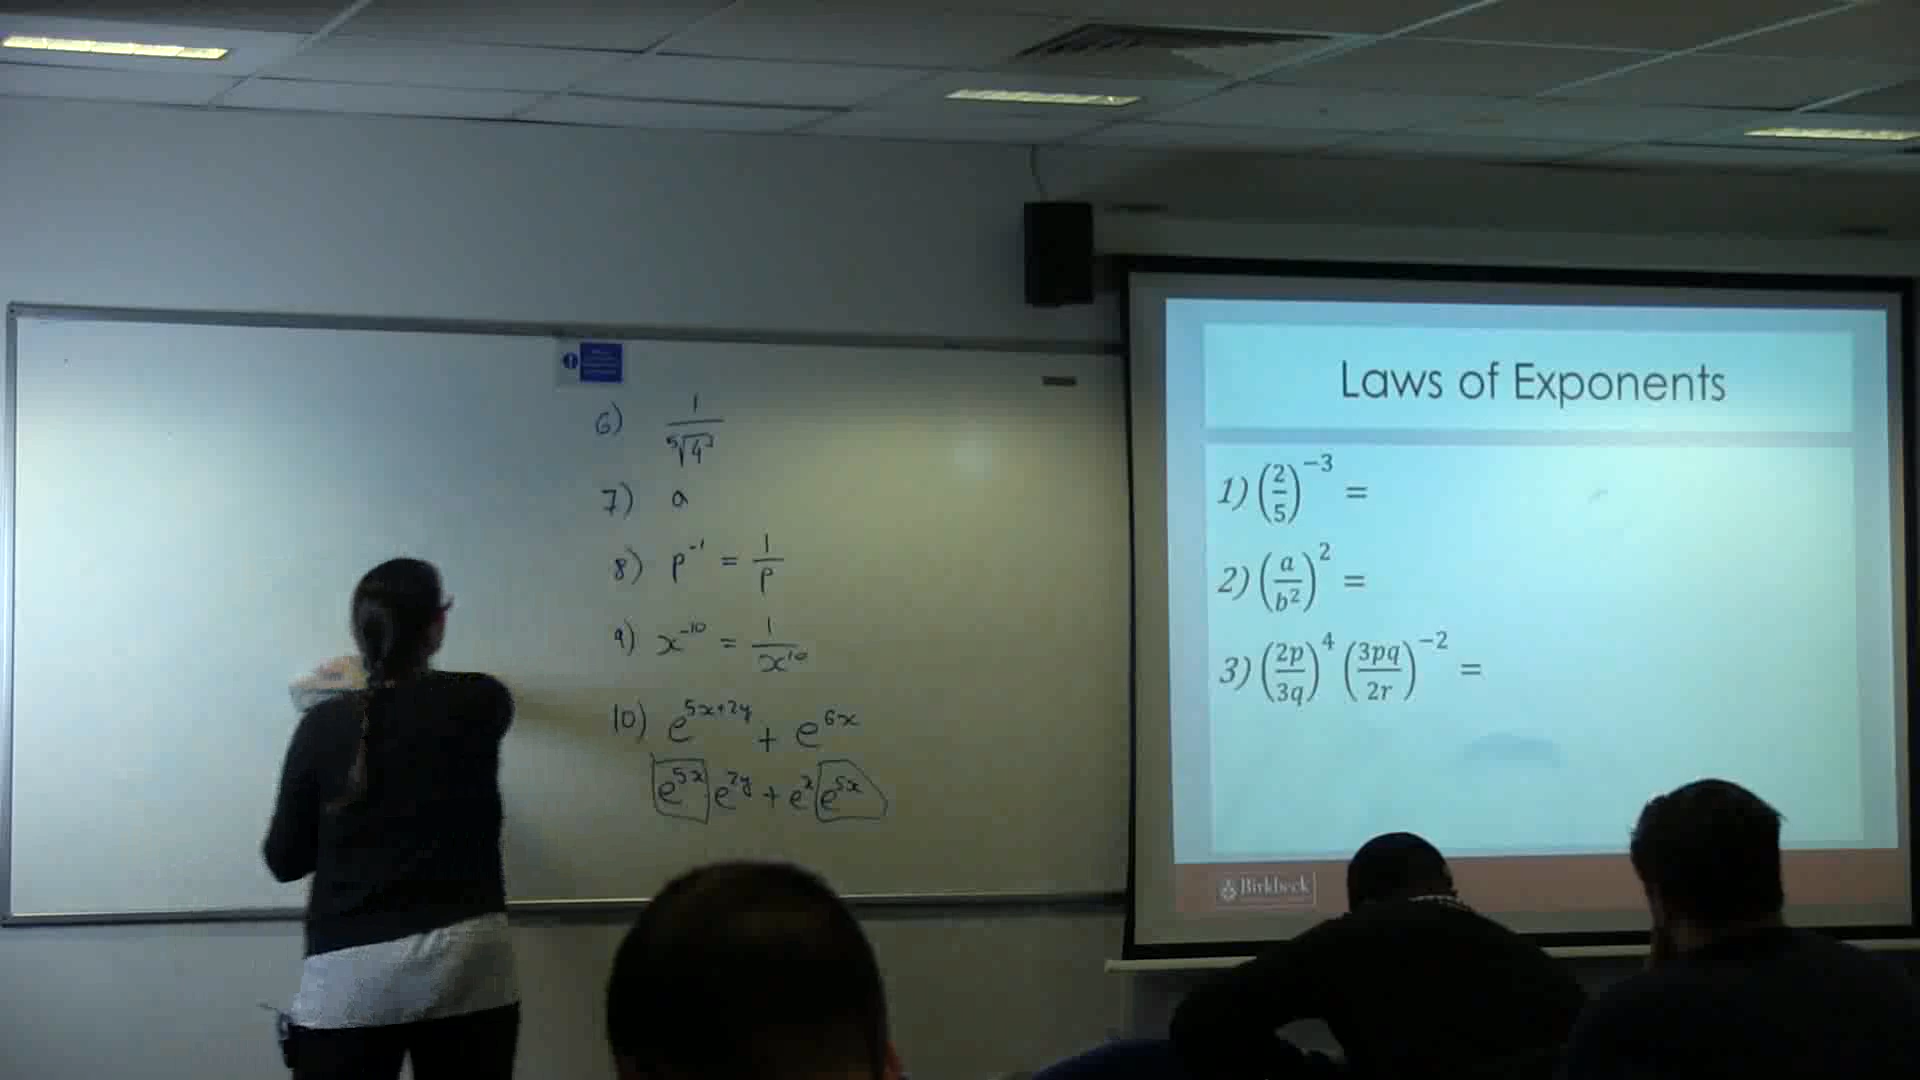 6) 1/⁵√4³
7) a
8) p⁻¹ = 1/p
9) x⁻¹⁰ = 1/x¹⁰
10) e^(5x+2y) + e^(6x)
e^(5x) e^(2y) + e^x e^(5x)
Laws of Exponents
1) (2/5)⁻³ =
2) (a/b²)² =
3) (2p/3q)⁴ (3pq/2r)⁻² =
Birkbeck